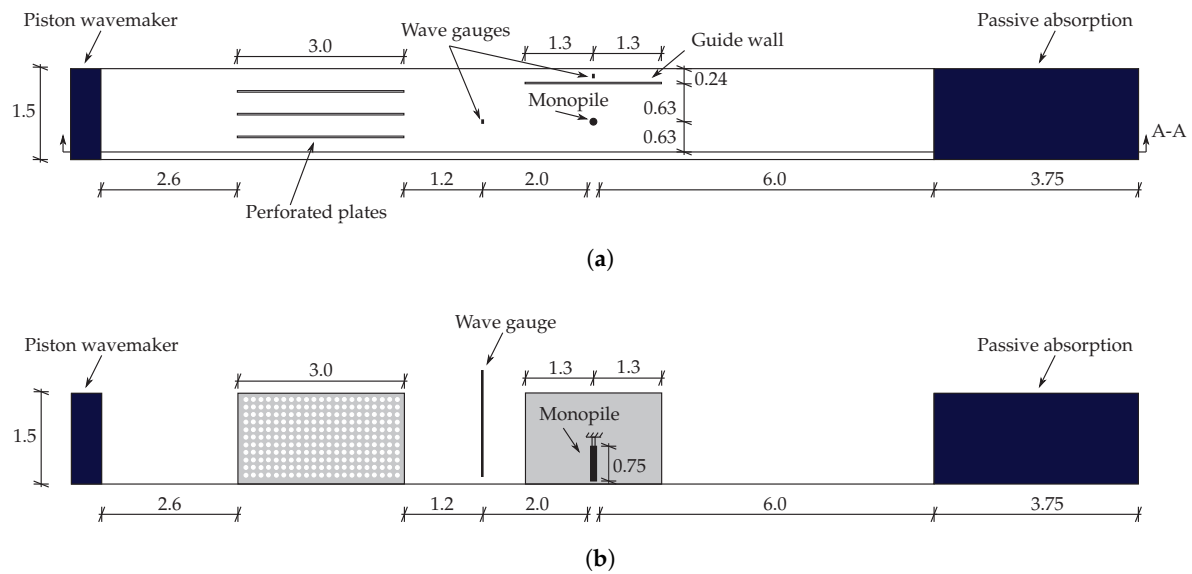 Piston wavemaker
Passive absorption
Wave gauges
1.3
1.3
Guide wall
3.0
0.24
1.5
Monopile
0.63
0.63
A-A
2.6
1.2
2.0
6.0
3.75
Perforated plates
(a)
Wave gauge
Piston wavemaker
Passive absorption
3.0
1.3
1.3
Monopile
1.5
0.75
2.6
1.2
2.0
6.0
3.75
(b)